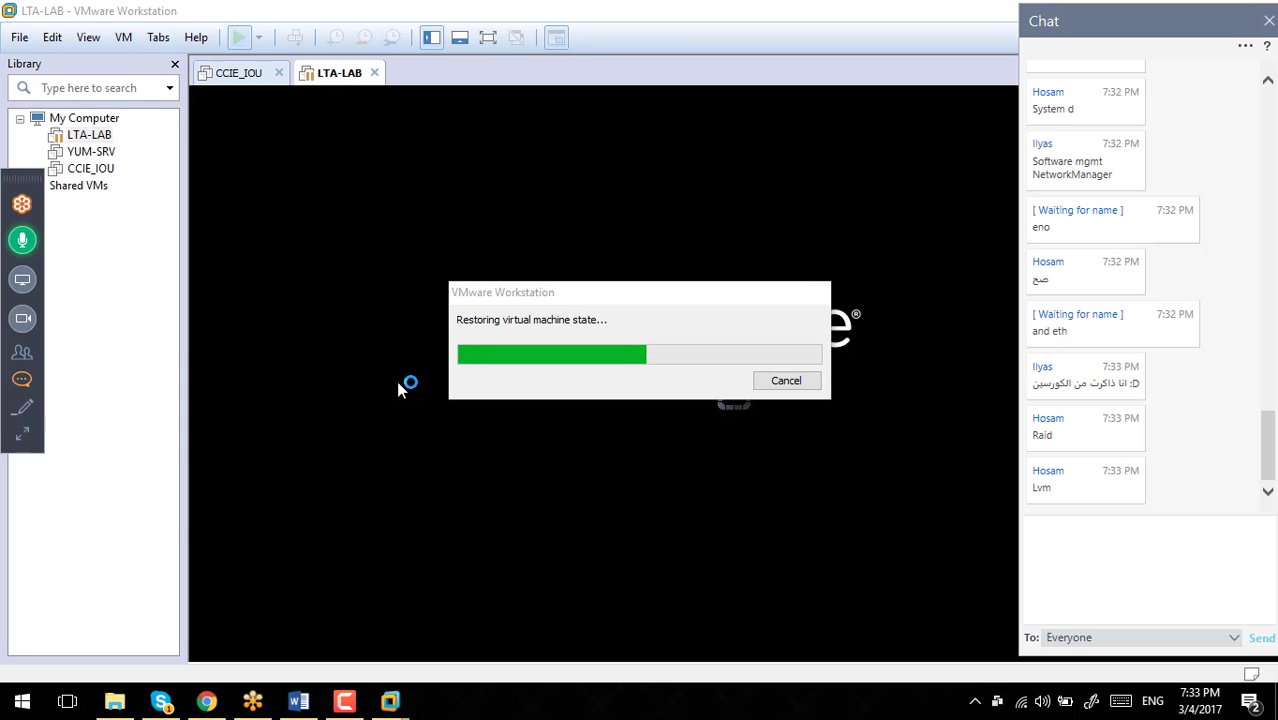 LTA-LAB - VMware Workstation
File Edit View VM Tabs Help
Library
Type here to search
My Computer
LTA-LAB
YUM-SRV
CCIE_IOU
Shared VMs
CCIE_IOU
LTA-LAB
VMware Workstation
Restoring virtual machine state...
Cancel
e®
Chat
Hosam 7:32 PM
System d
Ilyas 7:32 PM
Software mgmt
NetworkManager
[ Waiting for name ] 7:32 PM
eno
Hosam 7:32 PM
صح
[ Waiting for name ] 7:32 PM
and eth
Ilyas 7:33 PM
D: انا ذاكرت من الكورسين
Hosam 7:33 PM
Raid
Hosam 7:33 PM
Lvm
To: Everyone Send
ENG
7:33 PM
3/4/2017
2